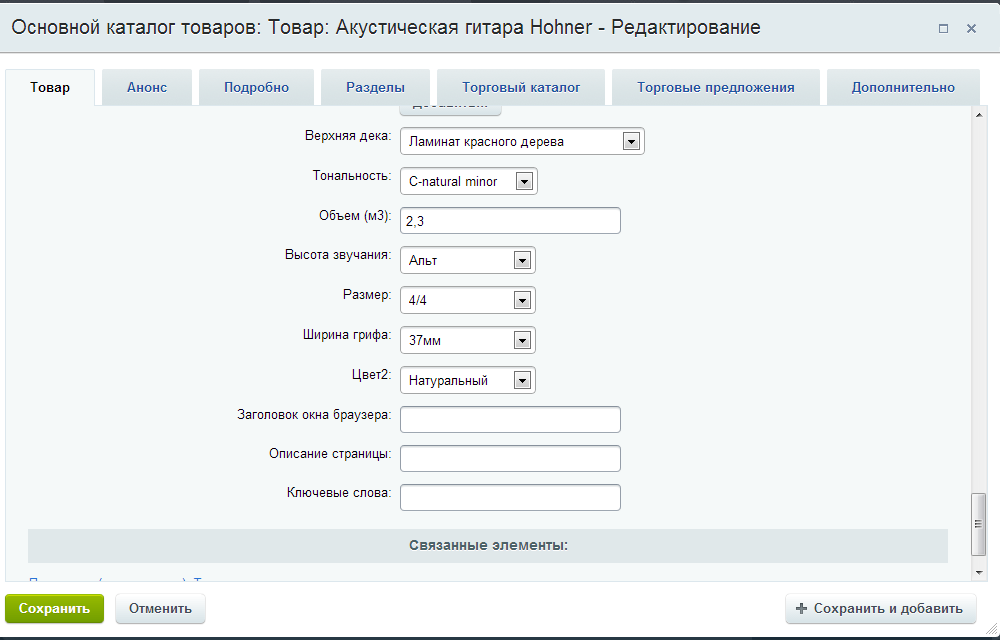 Основной каталог товаров: Товар: Акустическая гитара Hohner - Редактирование
Товар Анонс Подробно Разделы Торговый каталог Торговые предложения Дополнительно
Верхняя дека: Ламинат красного дерева
Тональность: C-natural minor
Объем (м3): 2,3
Высота звучания: Альт
Размер: 4/4
Ширина грифа: 37мм
Цвет2: Натуральный
Заголовок окна браузера:
Описание страницы:
Ключевые слова:
Связанные элементы:
Сохранить Отменить + Сохранить и добавить